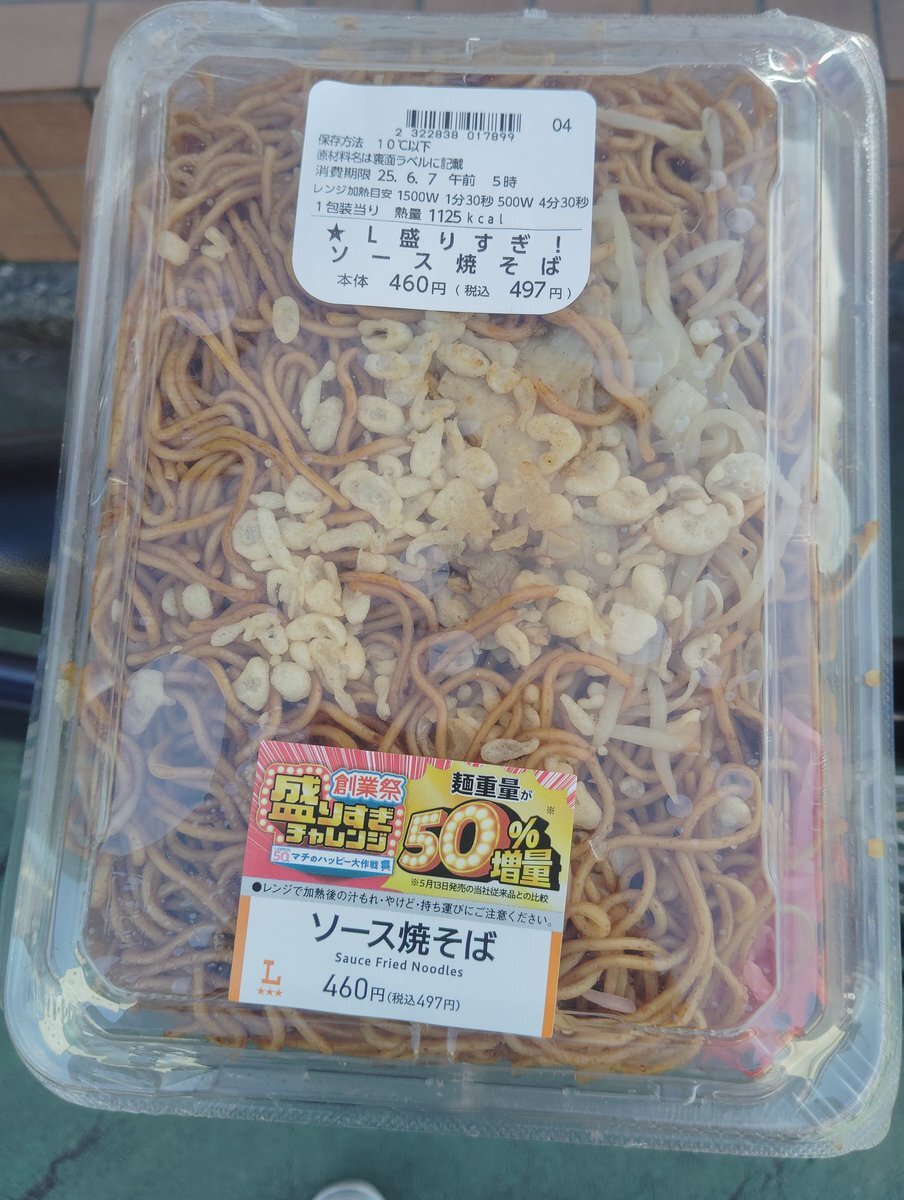 2 322838 017899
04
保存方法 10℃以下
原材料名は裏面ラベルに記載
消費期限 25. 6. 7 午前 5時
レンジ加熱目安 1500W 1分30秒 500W 4分30秒
1包装当り 熱量 1125kcal
★L盛りすぎ!
ソース焼そば
本体 460円(税込 497円)
創業祭
盛りすぎ
チャレンジ
LAWSON 50th マチのハッピー大作戦
麺重量が
50%※
増量
※5月13日発売の当社従来品との比較
●レンジで加熱後の汁もれ・やけど・持ち運びにご注意ください。
ソース焼そば
Sauce Fried Noodles
L
★★★
460円(税込497円)